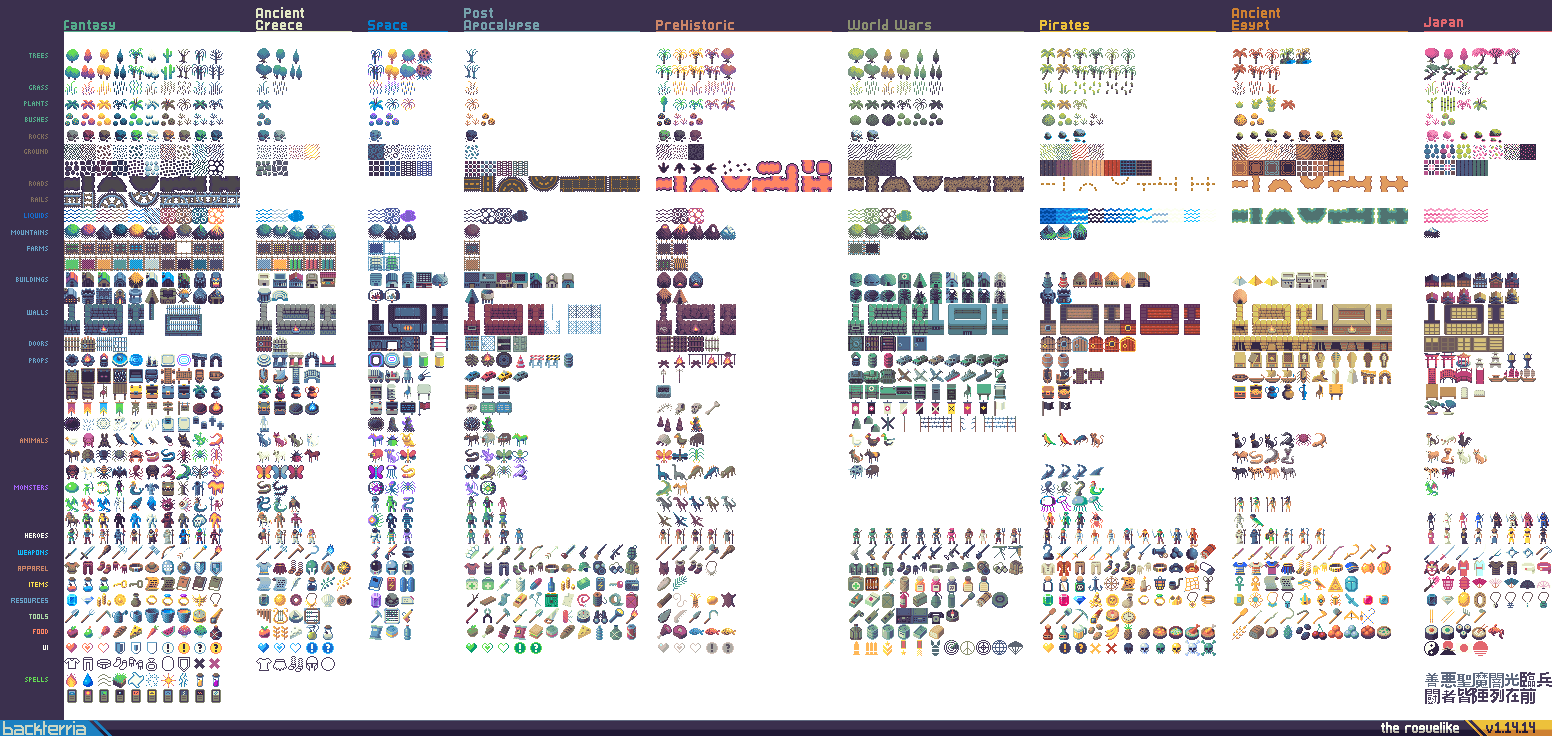 Fantasy
Ancient
Greece
Space
Post
Apocalypse
PreHistoric
World Wars
Pirates
Ancient
Egypt
Japan
TREES
GRASS
PLANTS
BUSHES
ROCKS
GROUND
ROADS
RAILS
LIQUIDS
MOUNTAINS
FARMS
BUILDINGS
WALLS
DOORS
PROPS
ANIMALS
MONSTERS
HEROES
WEAPONS
APPAREL
ITEMS
RESOURCES
TOOLS
FOOD
UI
SPELLS
善悪聖魔闇光臨兵
闘者皆陣列在前
backterria
the roguelike
v1.14.14